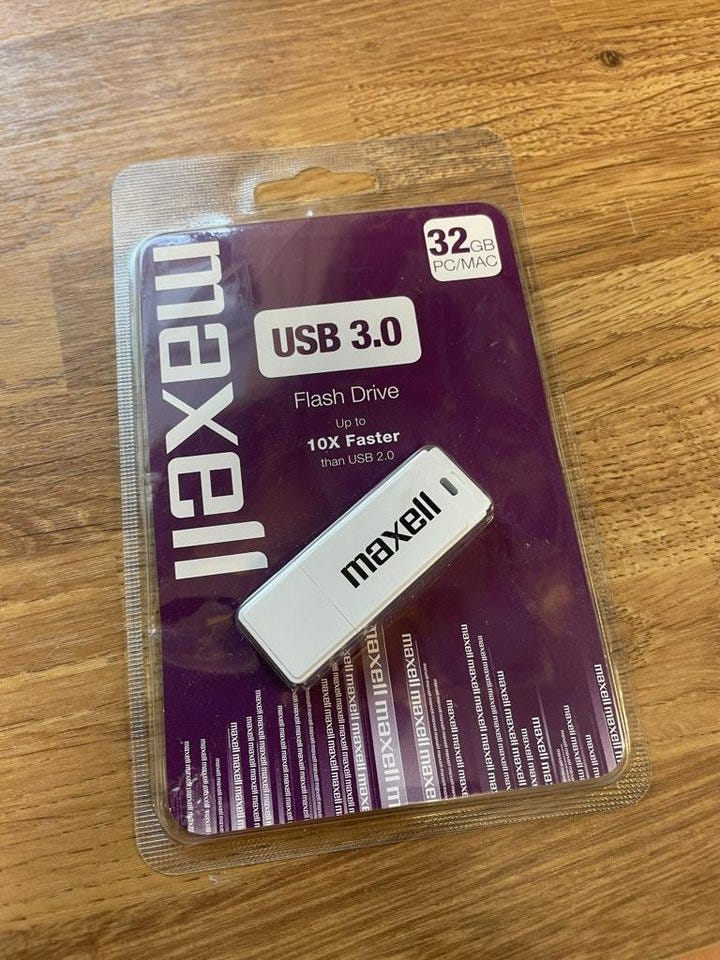 maxell
32GB
PC/MAC
USB 3.0
Flash Drive
Up to
10X Faster
than USB 2.0
maxell